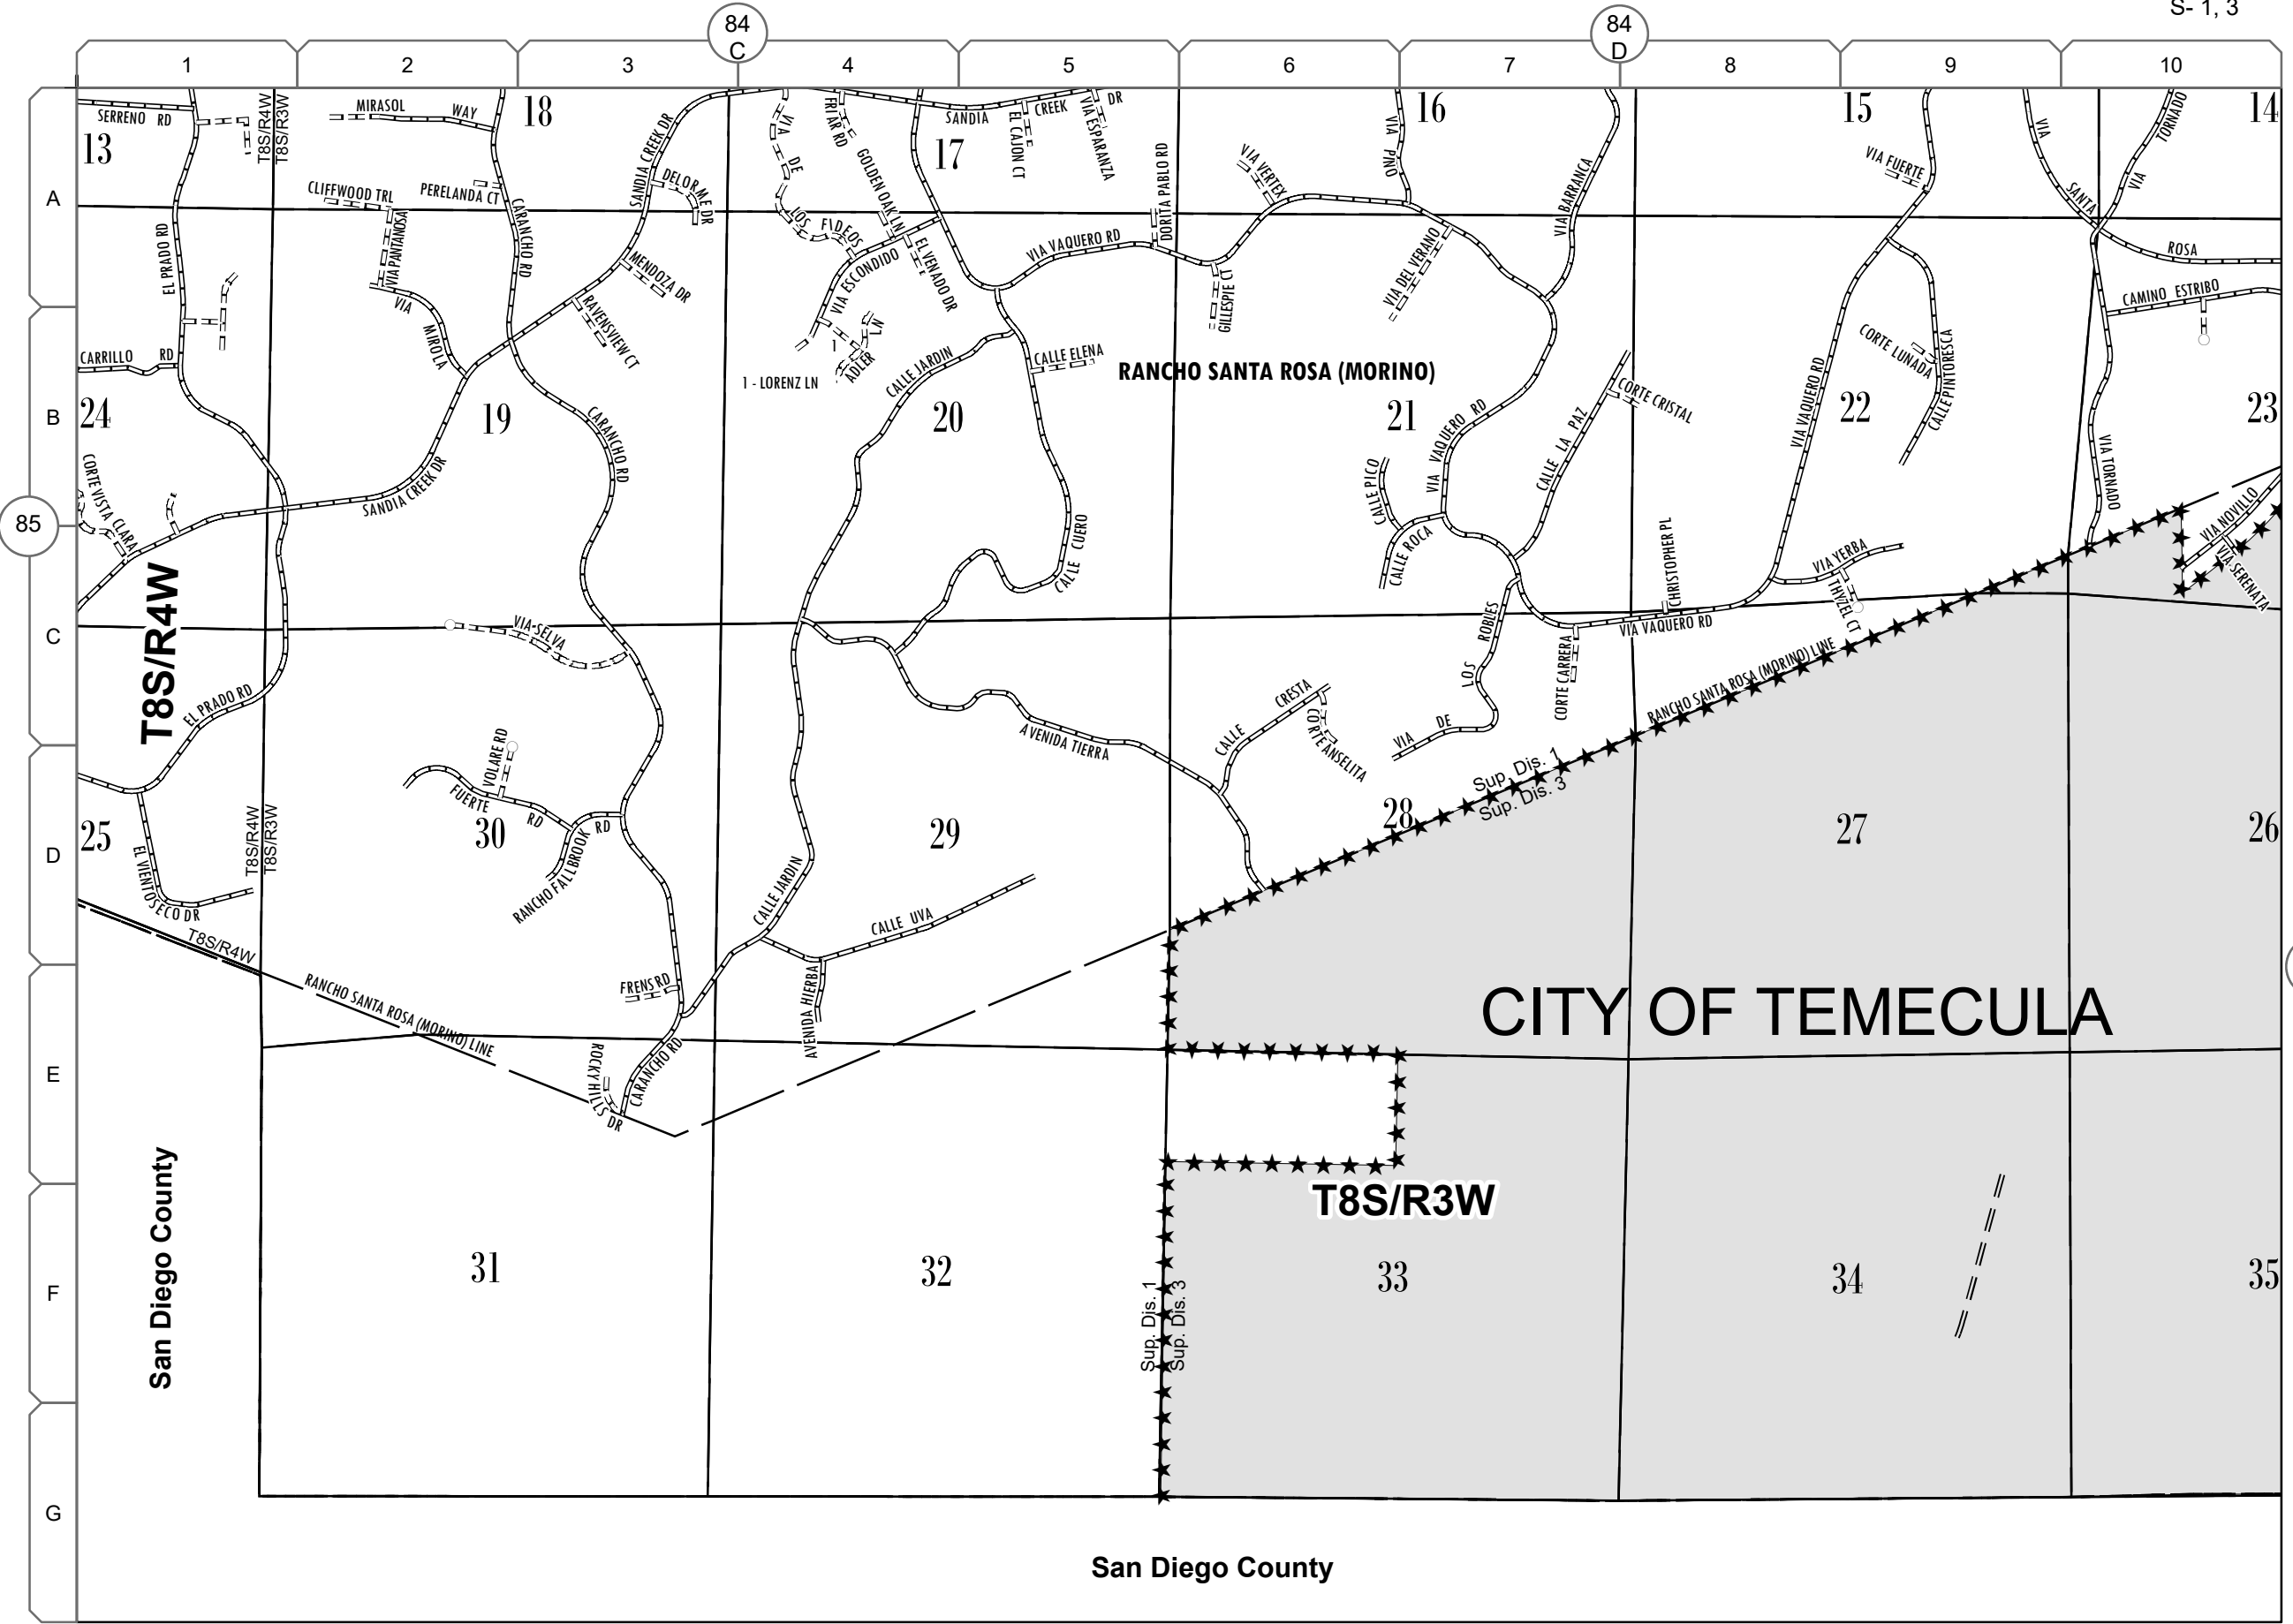 S- 1, 3
84
C
84
D
1
2
3
4
5
6
7
8
9
10
A
B
C
D
E
F
G
85
SERRENO RD
13
T8S/R4W
T8S/R3W
MIRASOL WAY
18
SANDIA CREEK DR
VIA DE LOS FIDEOS
FRIAR RD
GOLDEN OAK LN
17
SANDIA CREEK DR
EL CAJON CT
VIA ESPARANZA
DORITA PABLO RD
VIA VERTEX
VIA PINO
16
VIA BARRANCA
15
VIA FUERTE
VIA SANTA ROSA
VIA TORNADO
14
CLIFFWOOD TRL
PERELANDA CT
VIA PANTANOSA
CARANCHO RD
DELORME DR
EL PRADO RD
MENDOZA DR
VIA ESCONDIDO
EL VENADO DR
VIA VAQUERO RD
GILLESPIE CT
VIA DEL VERANO
CAMINO ESTRIBO
VIA MIROLA
RAVENSVIEW CT
CARRILLO RD
1
LN
ADLER
1 - LORENZ LN
CALLE JARDIN
CALLE ELENA
RANCHO SANTA ROSA (MORINO)
CORTE CRISTAL
CORTE LUNADA
CALLE PINTORESCA
24
19
CARANCHO RD
20
21
VIA VAQUERO RD
CALLE LA PAZ
VIA VAQUERO RD
22
23
VIA TORNADO
CORTE VISTA CLARA
SANDIA CREEK DR
CALLE PICO
CALLE ROCA
CALLE CUERO
CHRISTOPHER PL
VIA YERBA
THYZEL CT
VIA NOVILLO
VIA SERENATA
T8S/R4W
VIA SELVA
VIA DE LOS ROBLES
CORTE CARRERA
VIA VAQUERO RD
RANCHO SANTA ROSA (MORINO) LINE
EL PRADO RD
AVENIDA TIERRA
CALLE CRESTA
CORTE ANSELITA
VOLARE RD
FUERTE RD
Sup. Dis. 1
Sup. Dis. 3
25
T8S/R4W
T8S/R3W
30
RANCHO FALLBROOK RD
29
28
27
26
EL VIENTOSECO DR
CALLE JARDIN
CALLE UVA
T8S/R4W
RANCHO SANTA ROSA (MORINO) LINE
FRENS RD
AVENIDA HIERBA
CITY OF TEMECULA
ROCKY HILLS DR
CARANCHO RD
T8S/R3W
San Diego County
31
32
33
34
35
Sup. Dis. 1
Sup. Dis. 3
San Diego County